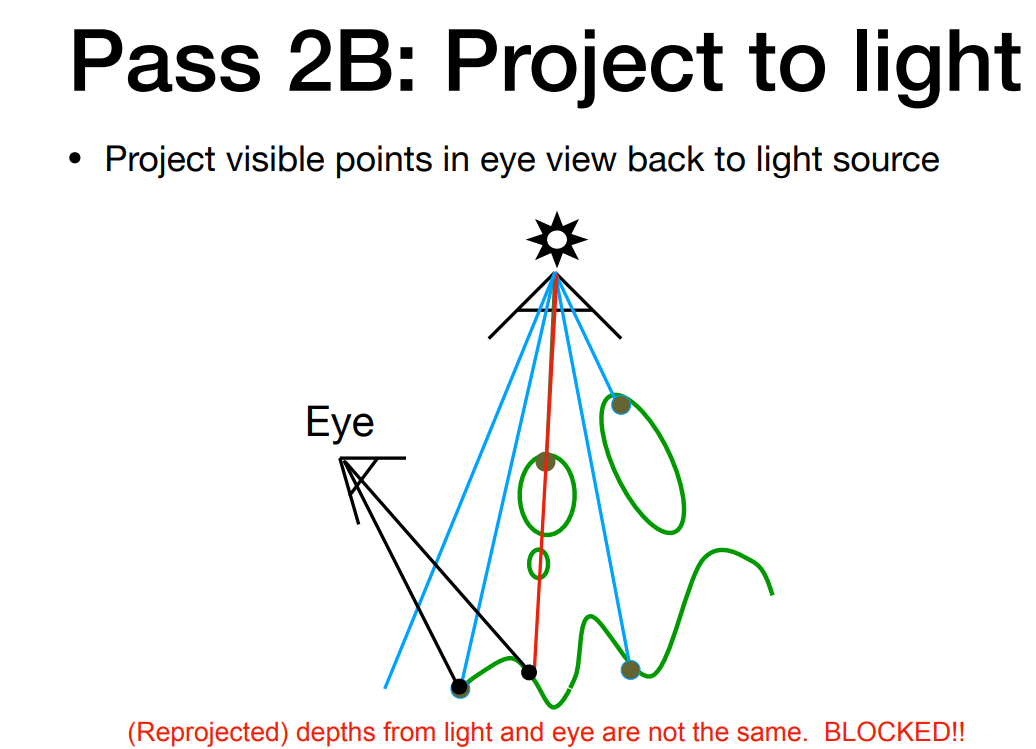 Pass 2B: Project to light
• Project visible points in eye view back to light source
Eye
(Reprojected) depths from light and eye are not the same.  BLOCKED!!